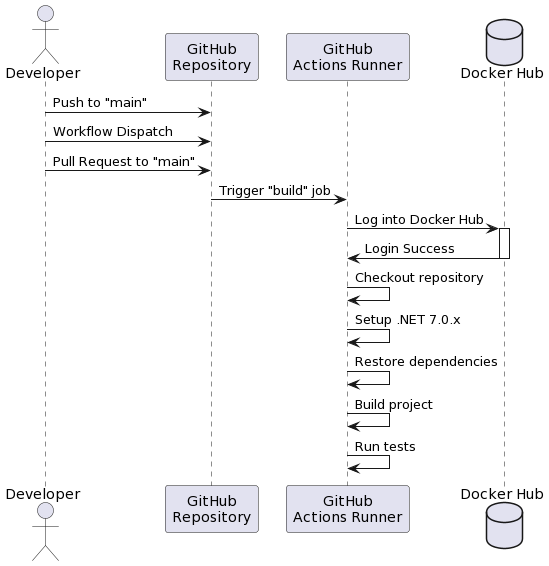 Developer
GitHub
Repository
GitHub
Actions Runner
Docker Hub
Push to "main"
Workflow Dispatch
Pull Request to "main"
Trigger "build" job
Log into Docker Hub
Login Success
Checkout repository
Setup .NET 7.0.x
Restore dependencies
Build project
Run tests
Developer
GitHub
Repository
GitHub
Actions Runner
Docker Hub